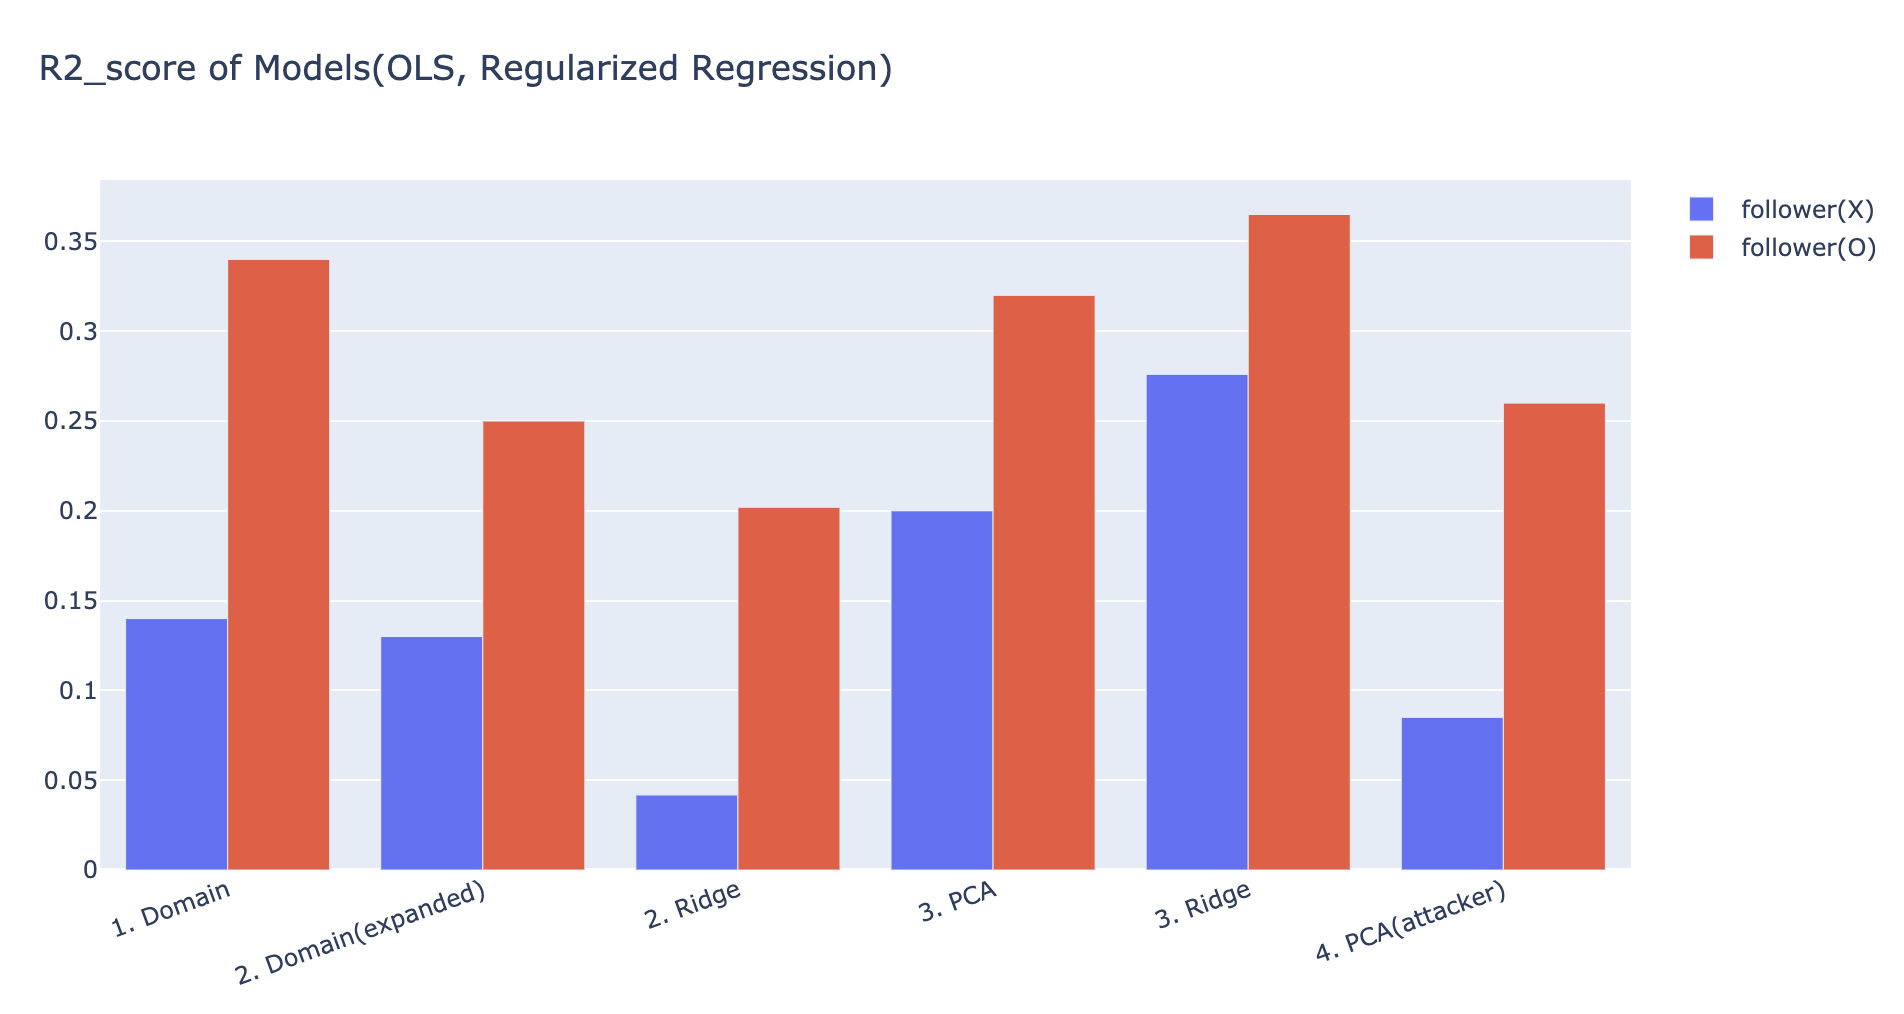 R2_score of Models(OLS, Regularized Regression)
follower(X)
follower(O)
0.35
0.3
0.25
0.2
0.15
0.1
0.05
0
1. Domain
2. Domain(expanded)
2. Ridge
3. PCA
3. Ridge
4. PCA(attacker)